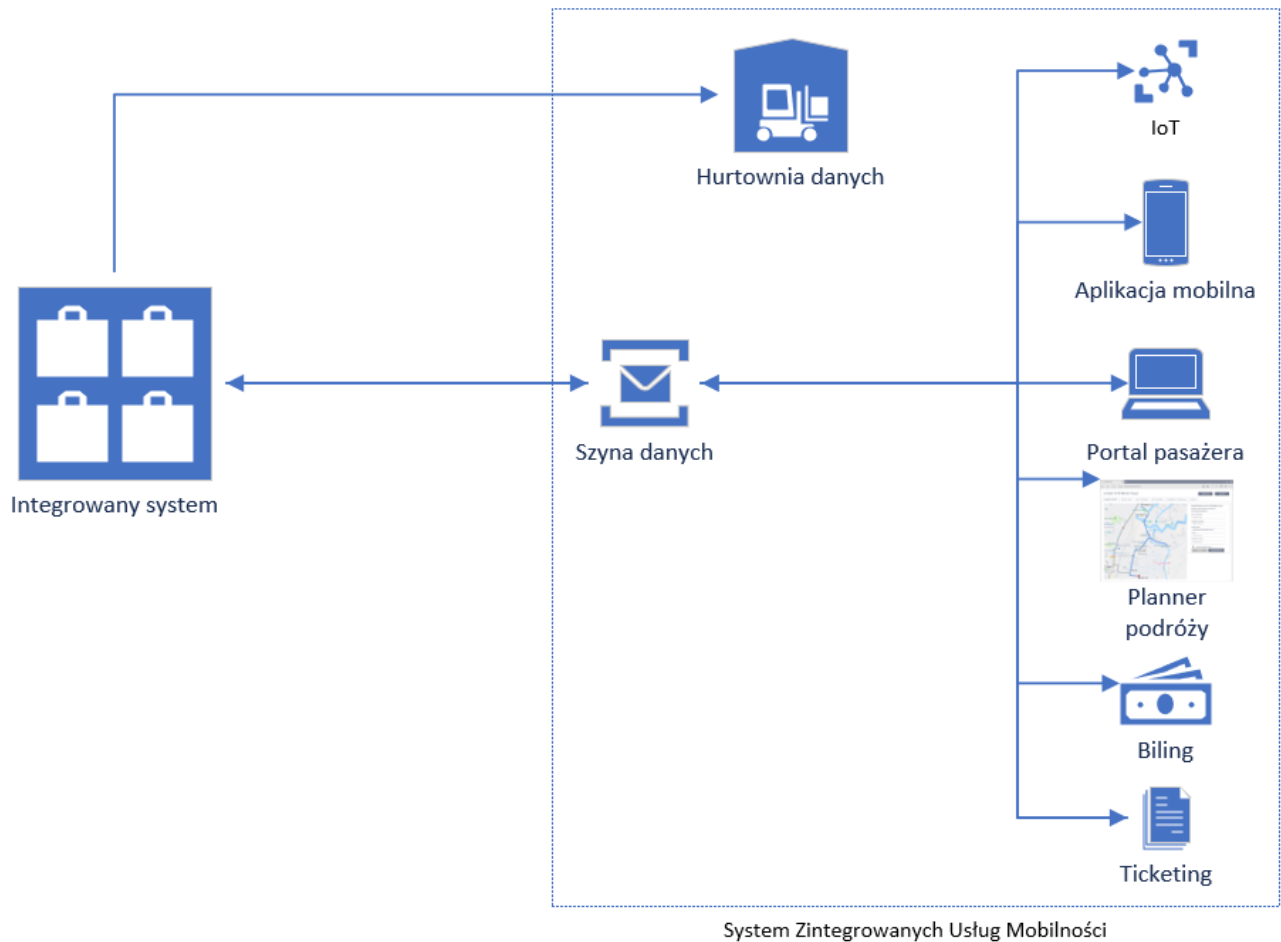 IoT
Hurtownia danych
Aplikacja mobilna
Szyna danych
Portal pasażera
Integrowany system
Planner
podróży
Biling
Ticketing
System Zintegrowanych Usług Mobilności